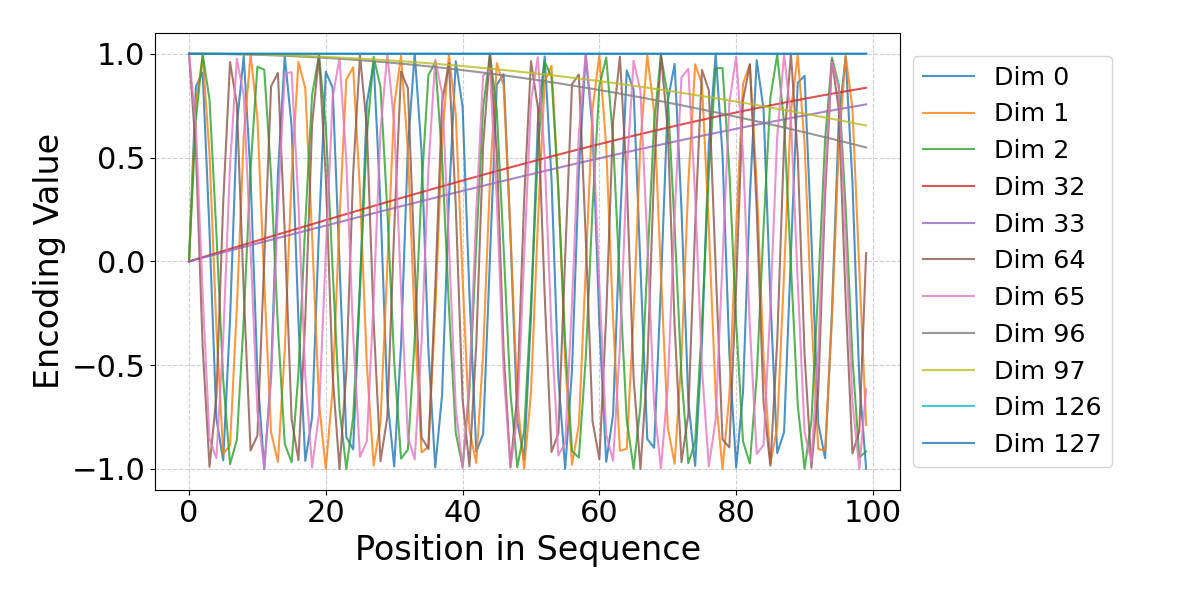 1.0
0.5
0.0
−0.5
−1.0
Encoding Value
0 20 40 60 80 100
Position in Sequence
Dim 0
Dim 1
Dim 2
Dim 32
Dim 33
Dim 64
Dim 65
Dim 96
Dim 97
Dim 126
Dim 127